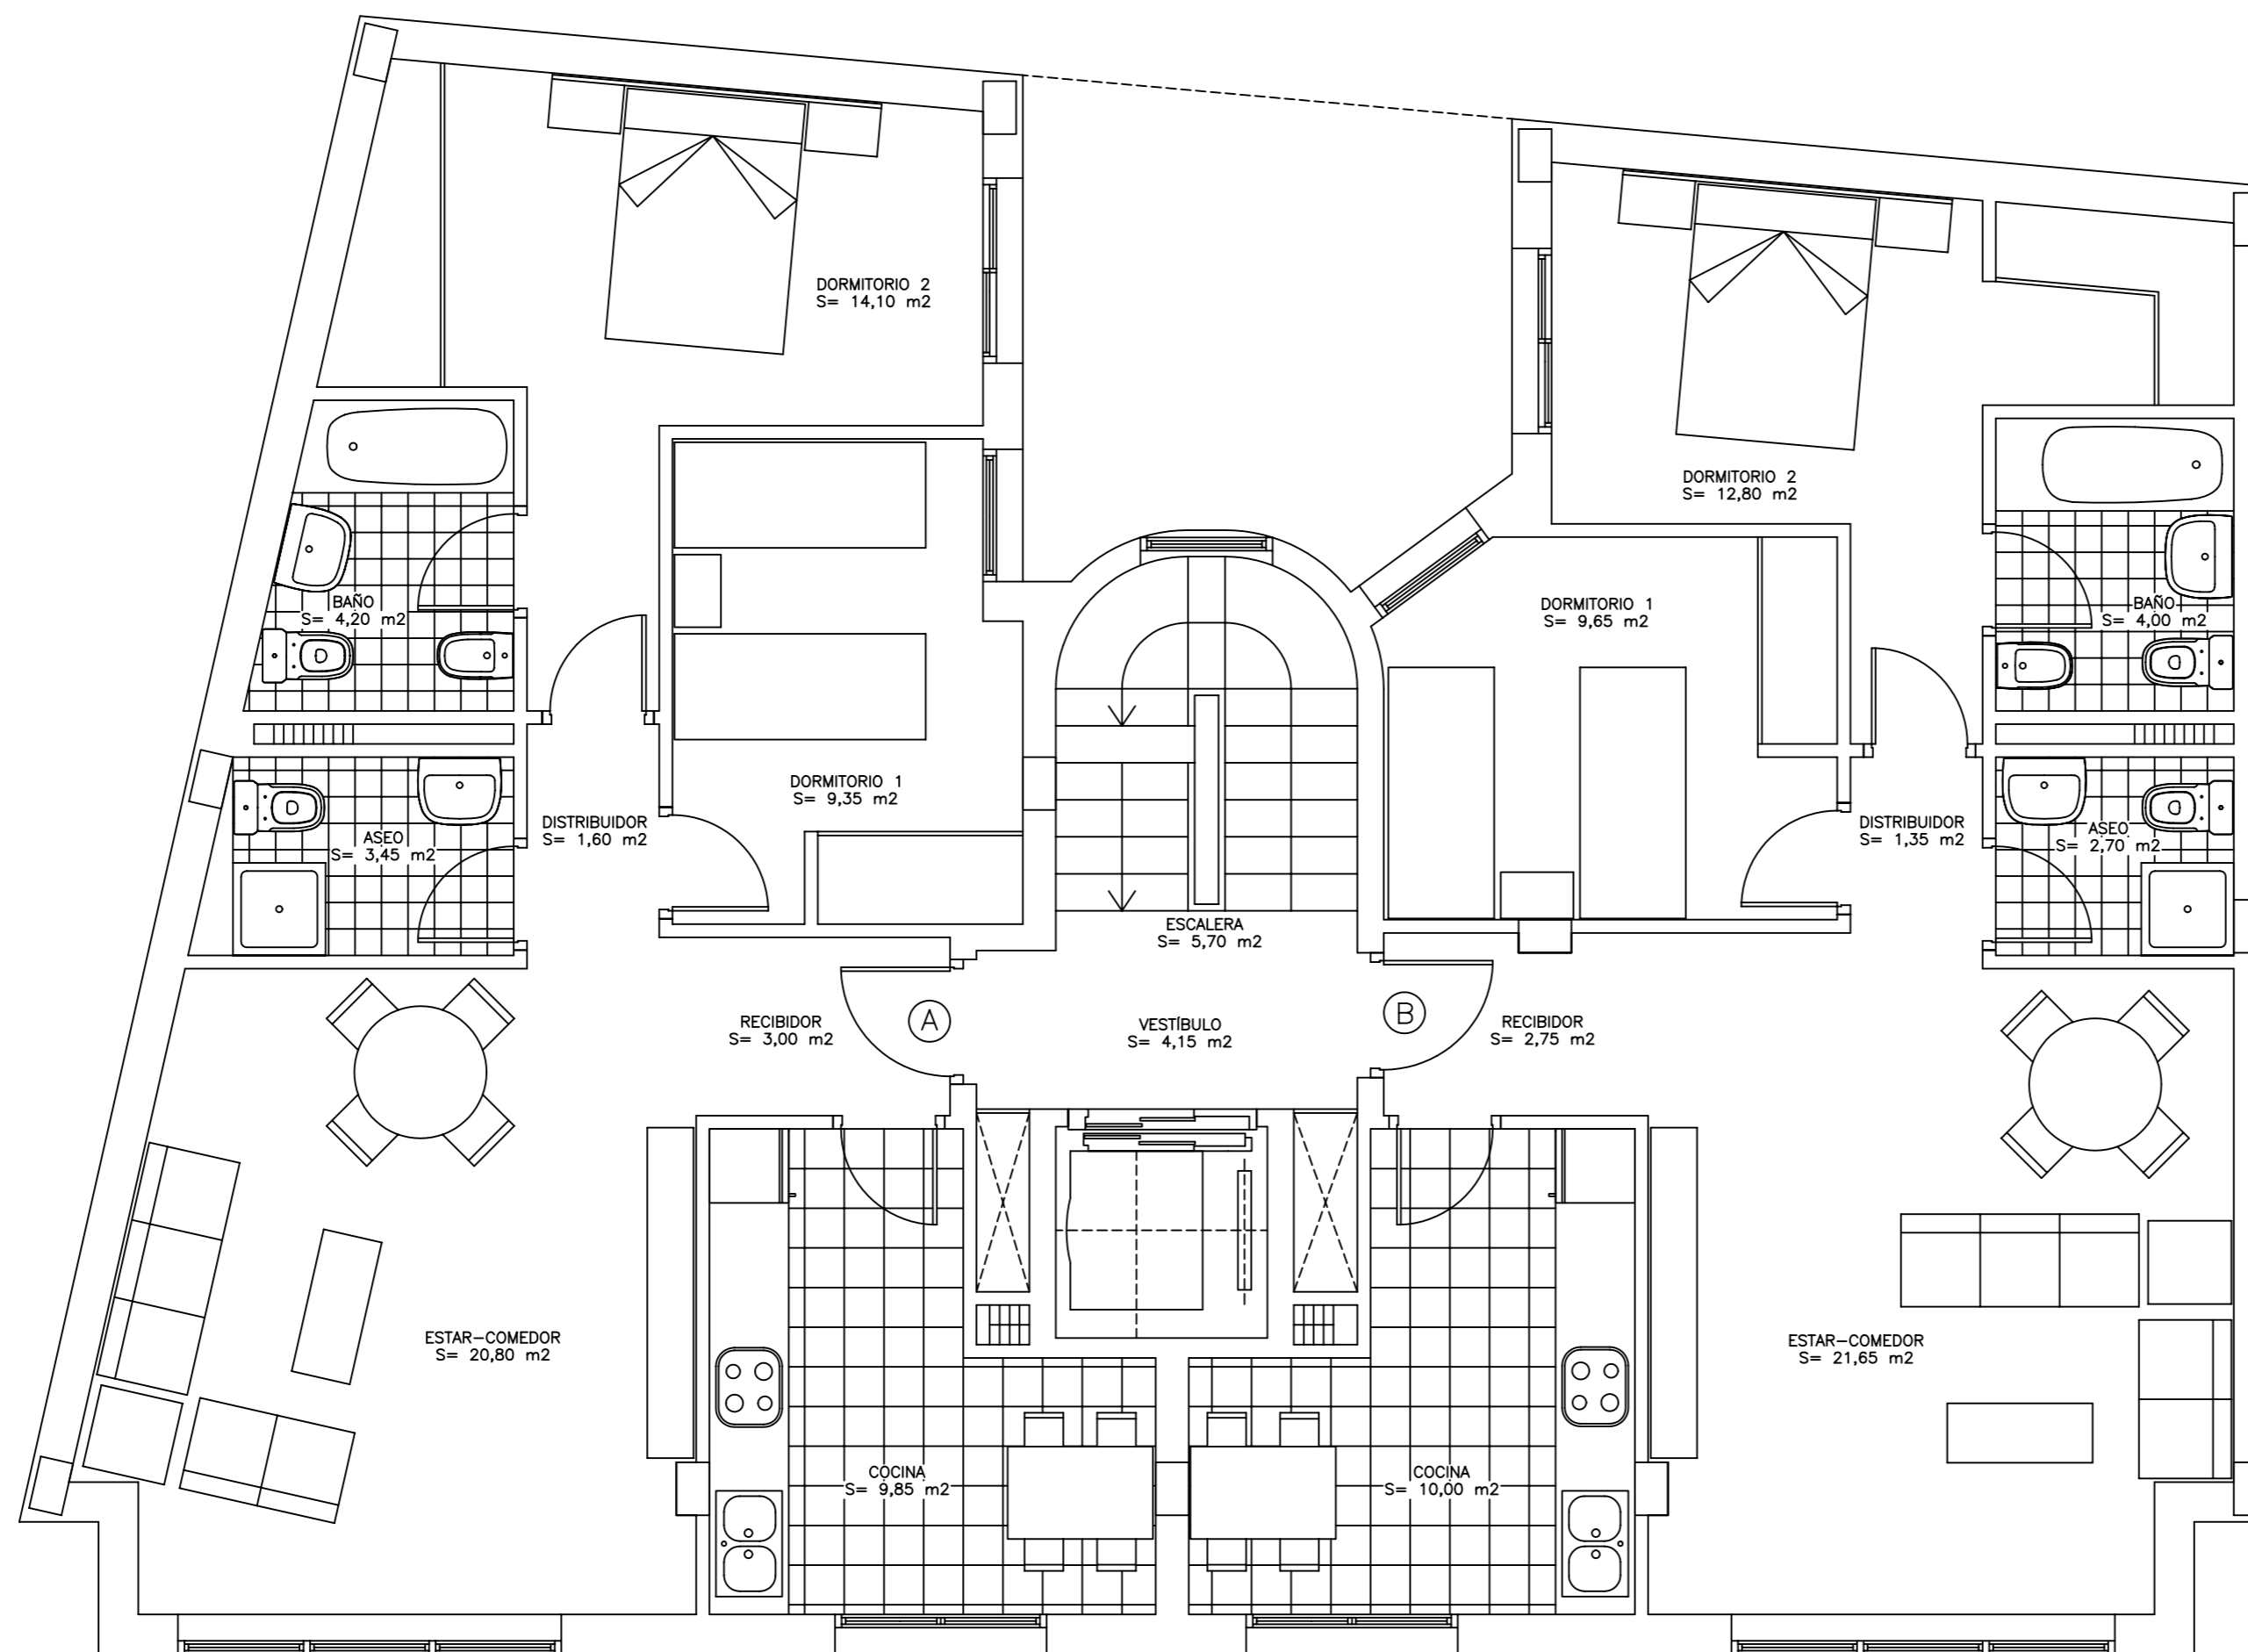 DORMITORIO 2
S= 14,10 m2
DORMITORIO 2
S= 12,80 m2
BAÑO
S= 4,20 m2
DORMITORIO 1
S= 9,65 m2
BAÑO
S= 4,00 m2
DORMITORIO 1
S= 9,35 m2
ASEO
S= 3,45 m2
DISTRIBUIDOR
S= 1,60 m2
DISTRIBUIDOR
S= 1,35 m2
ASEO
S= 2,70 m2
ESCALERA
S= 5,70 m2
RECIBIDOR
S= 3,00 m2
A
VESTÍBULO
S= 4,15 m2
B
RECIBIDOR
S= 2,75 m2
ESTAR-COMEDOR
S= 20,80 m2
ESTAR-COMEDOR
S= 21,65 m2
COCINA
S= 9,85 m2
COCINA
S= 10,00 m2